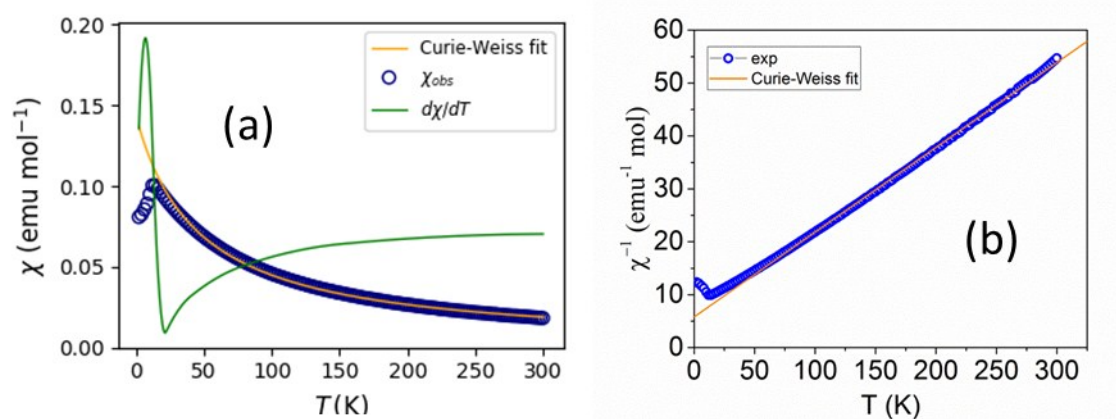 0.20
0.15
0.10
0.05
0.00
χ (emu mol⁻¹)
Curie-Weiss fit
χobs
dχ/dT
(a)
0 50 100 150 200 250 300
T(K)
60
50
40
30
20
10
0
χ⁻¹ (emu⁻¹ mol)
exp
Curie-Weiss fit
(b)
0 50 100 150 200 250 300
T (K)